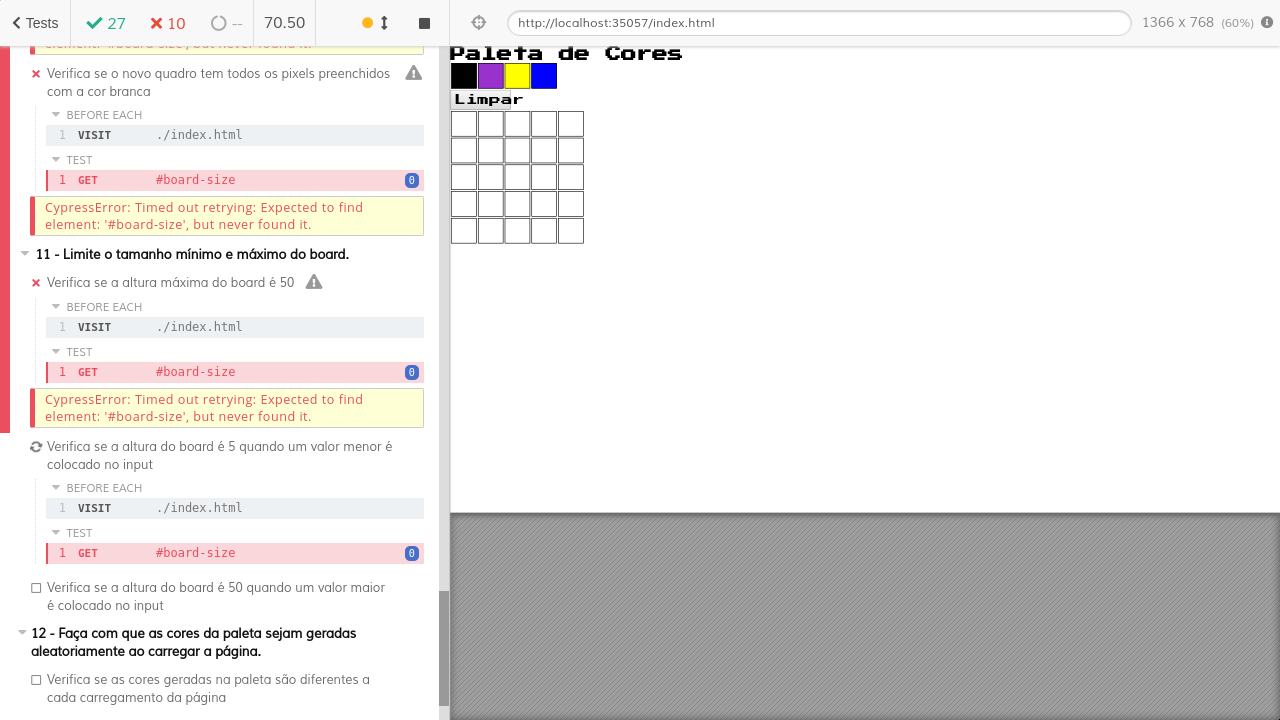 Tests 27 10 -- 70.50 http://localhost:35057/index.html 1366 x 768 (60%)
element: '#board-size', but never found it.
Verifica se o novo quadro tem todos os pixels preenchidos
com a cor branca
BEFORE EACH
1 VISIT ./index.html
TEST
1 GET #board-size 0
CypressError: Timed out retrying: Expected to find
element: '#board-size', but never found it.
11 - Limite o tamanho mínimo e máximo do board.
Verifica se a altura máxima do board é 50
BEFORE EACH
1 VISIT ./index.html
TEST
1 GET #board-size 0
CypressError: Timed out retrying: Expected to find
element: '#board-size', but never found it.
Verifica se a altura do board é 5 quando um valor menor é
colocado no input
BEFORE EACH
1 VISIT ./index.html
TEST
1 GET #board-size 0
Verifica se a altura do board é 50 quando um valor maior
é colocado no input
12 - Faça com que as cores da paleta sejam geradas
aleatoriamente ao carregar a página.
Verifica se as cores geradas na paleta são diferentes a
cada carregamento da página
Paleta de Cores
Limpar